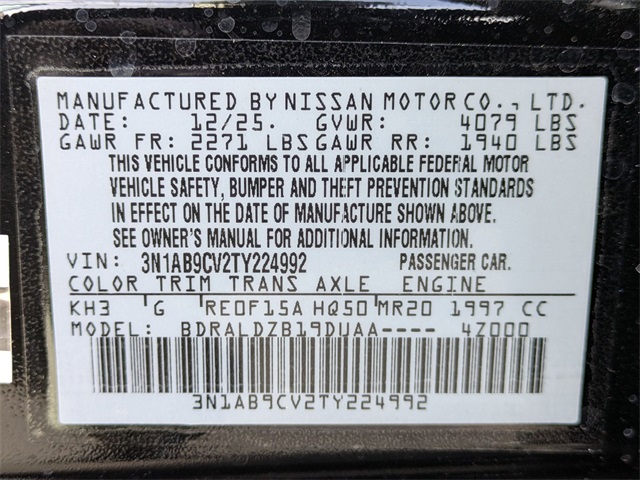 MANUFACTURED BY NISSAN MOTOR CO., LTD.
DATE: 12/25. GVWR: 4079 LBS
GAWR FR: 2271 LBS GAWR RR: 1940 LBS
THIS VEHICLE CONFORMS TO ALL APPLICABLE FEDERAL MOTOR
VEHICLE SAFETY, BUMPER AND THEFT PREVENTION STANDARDS
IN EFFECT ON THE DATE OF MANUFACTURE SHOWN ABOVE.
SEE OWNER'S MANUAL FOR ADDITIONAL INFORMATION.
VIN: 3N1AB9CV2TY224992 PASSENGER CAR.
COLOR TRIM TRANS AXLE ENGINE
KH3 G RE0F15A HQ50 MR20 1997 CC
MODEL: BDRALDZB19DUAA---- 4Z000
3N1AB9CV2TY224992